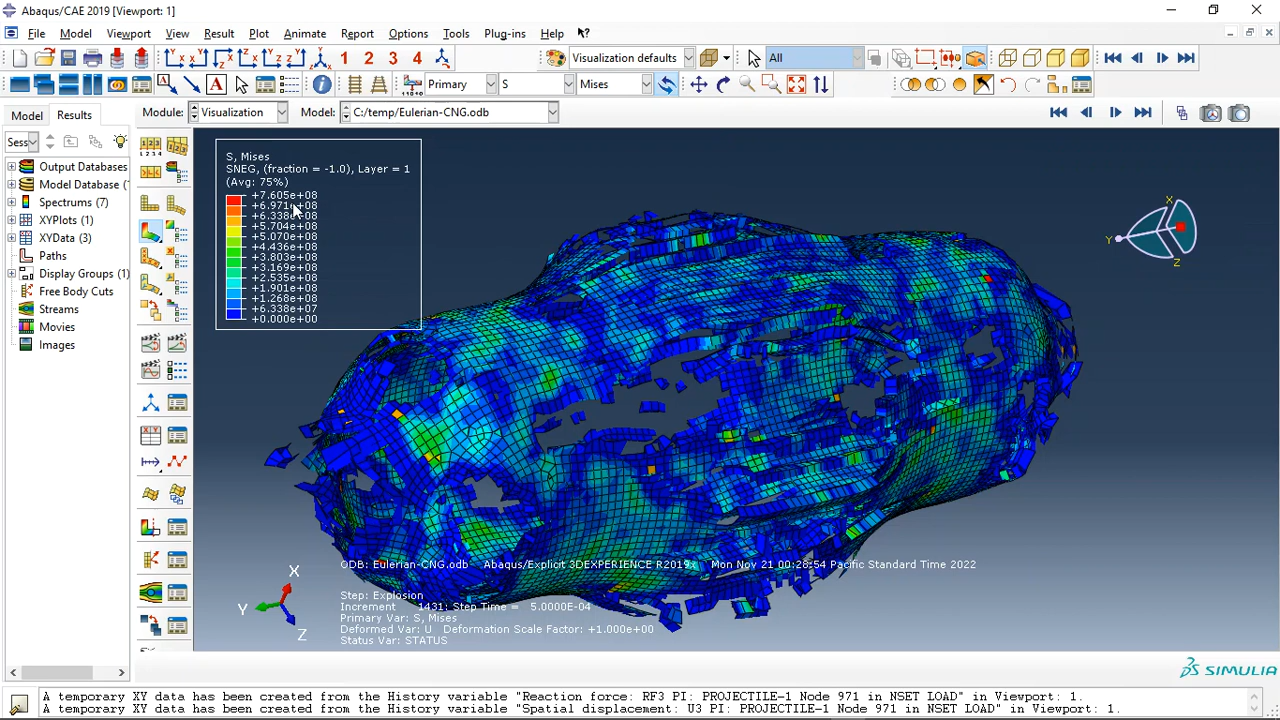 Abaqus/CAE 2019 [Viewport: 1]
File Model Viewport View Result Plot Animate Report Options Tools Plug-ins Help
1 2 3 4 Visualization defaults All
Primary S Mises
Model Results Module: Visualization Model: C:/temp/Eulerian-CNG.odb
Sess
Output Databases
Model Database (
Spectrums (7)
XYPlots (1)
XYData (3)
Paths
Display Groups (1)
Free Body Cuts
Streams
Movies
Images
S, Mises
SNEG, (fraction = -1.0), Layer = 1
(Avg: 75%)
+7.605e+08
+6.971e+08
+6.338e+08
+5.704e+08
+5.070e+08
+4.436e+08
+3.803e+08
+3.169e+08
+2.535e+08
+1.901e+08
+1.268e+08
+6.338e+07
+0.000e+00
X
Y
Z
X
Y
Z
ODB: Eulerian-CNG.odb Abaqus/Explicit 3DEXPERIENCE R2019x Mon Nov 21 00:28:54 Pacific Standard Time 2022
Step: Explosion
Increment 1431: Step Time = 5.0000E-04
Primary Var: S, Mises
Deformed Var: U Deformation Scale Factor: +1.000e+00
Status Var: STATUS
SIMULIA
A temporary XY data has been created from the History variable "Reaction force: RF3 PI: PROJECTILE-1 Node 971 in NSET LOAD" in Viewport: 1.
A temporary XY data has been created from the History variable "Spatial displacement: U3 PI: PROJECTILE-1 Node 971 in NSET LOAD" in Viewport: 1.